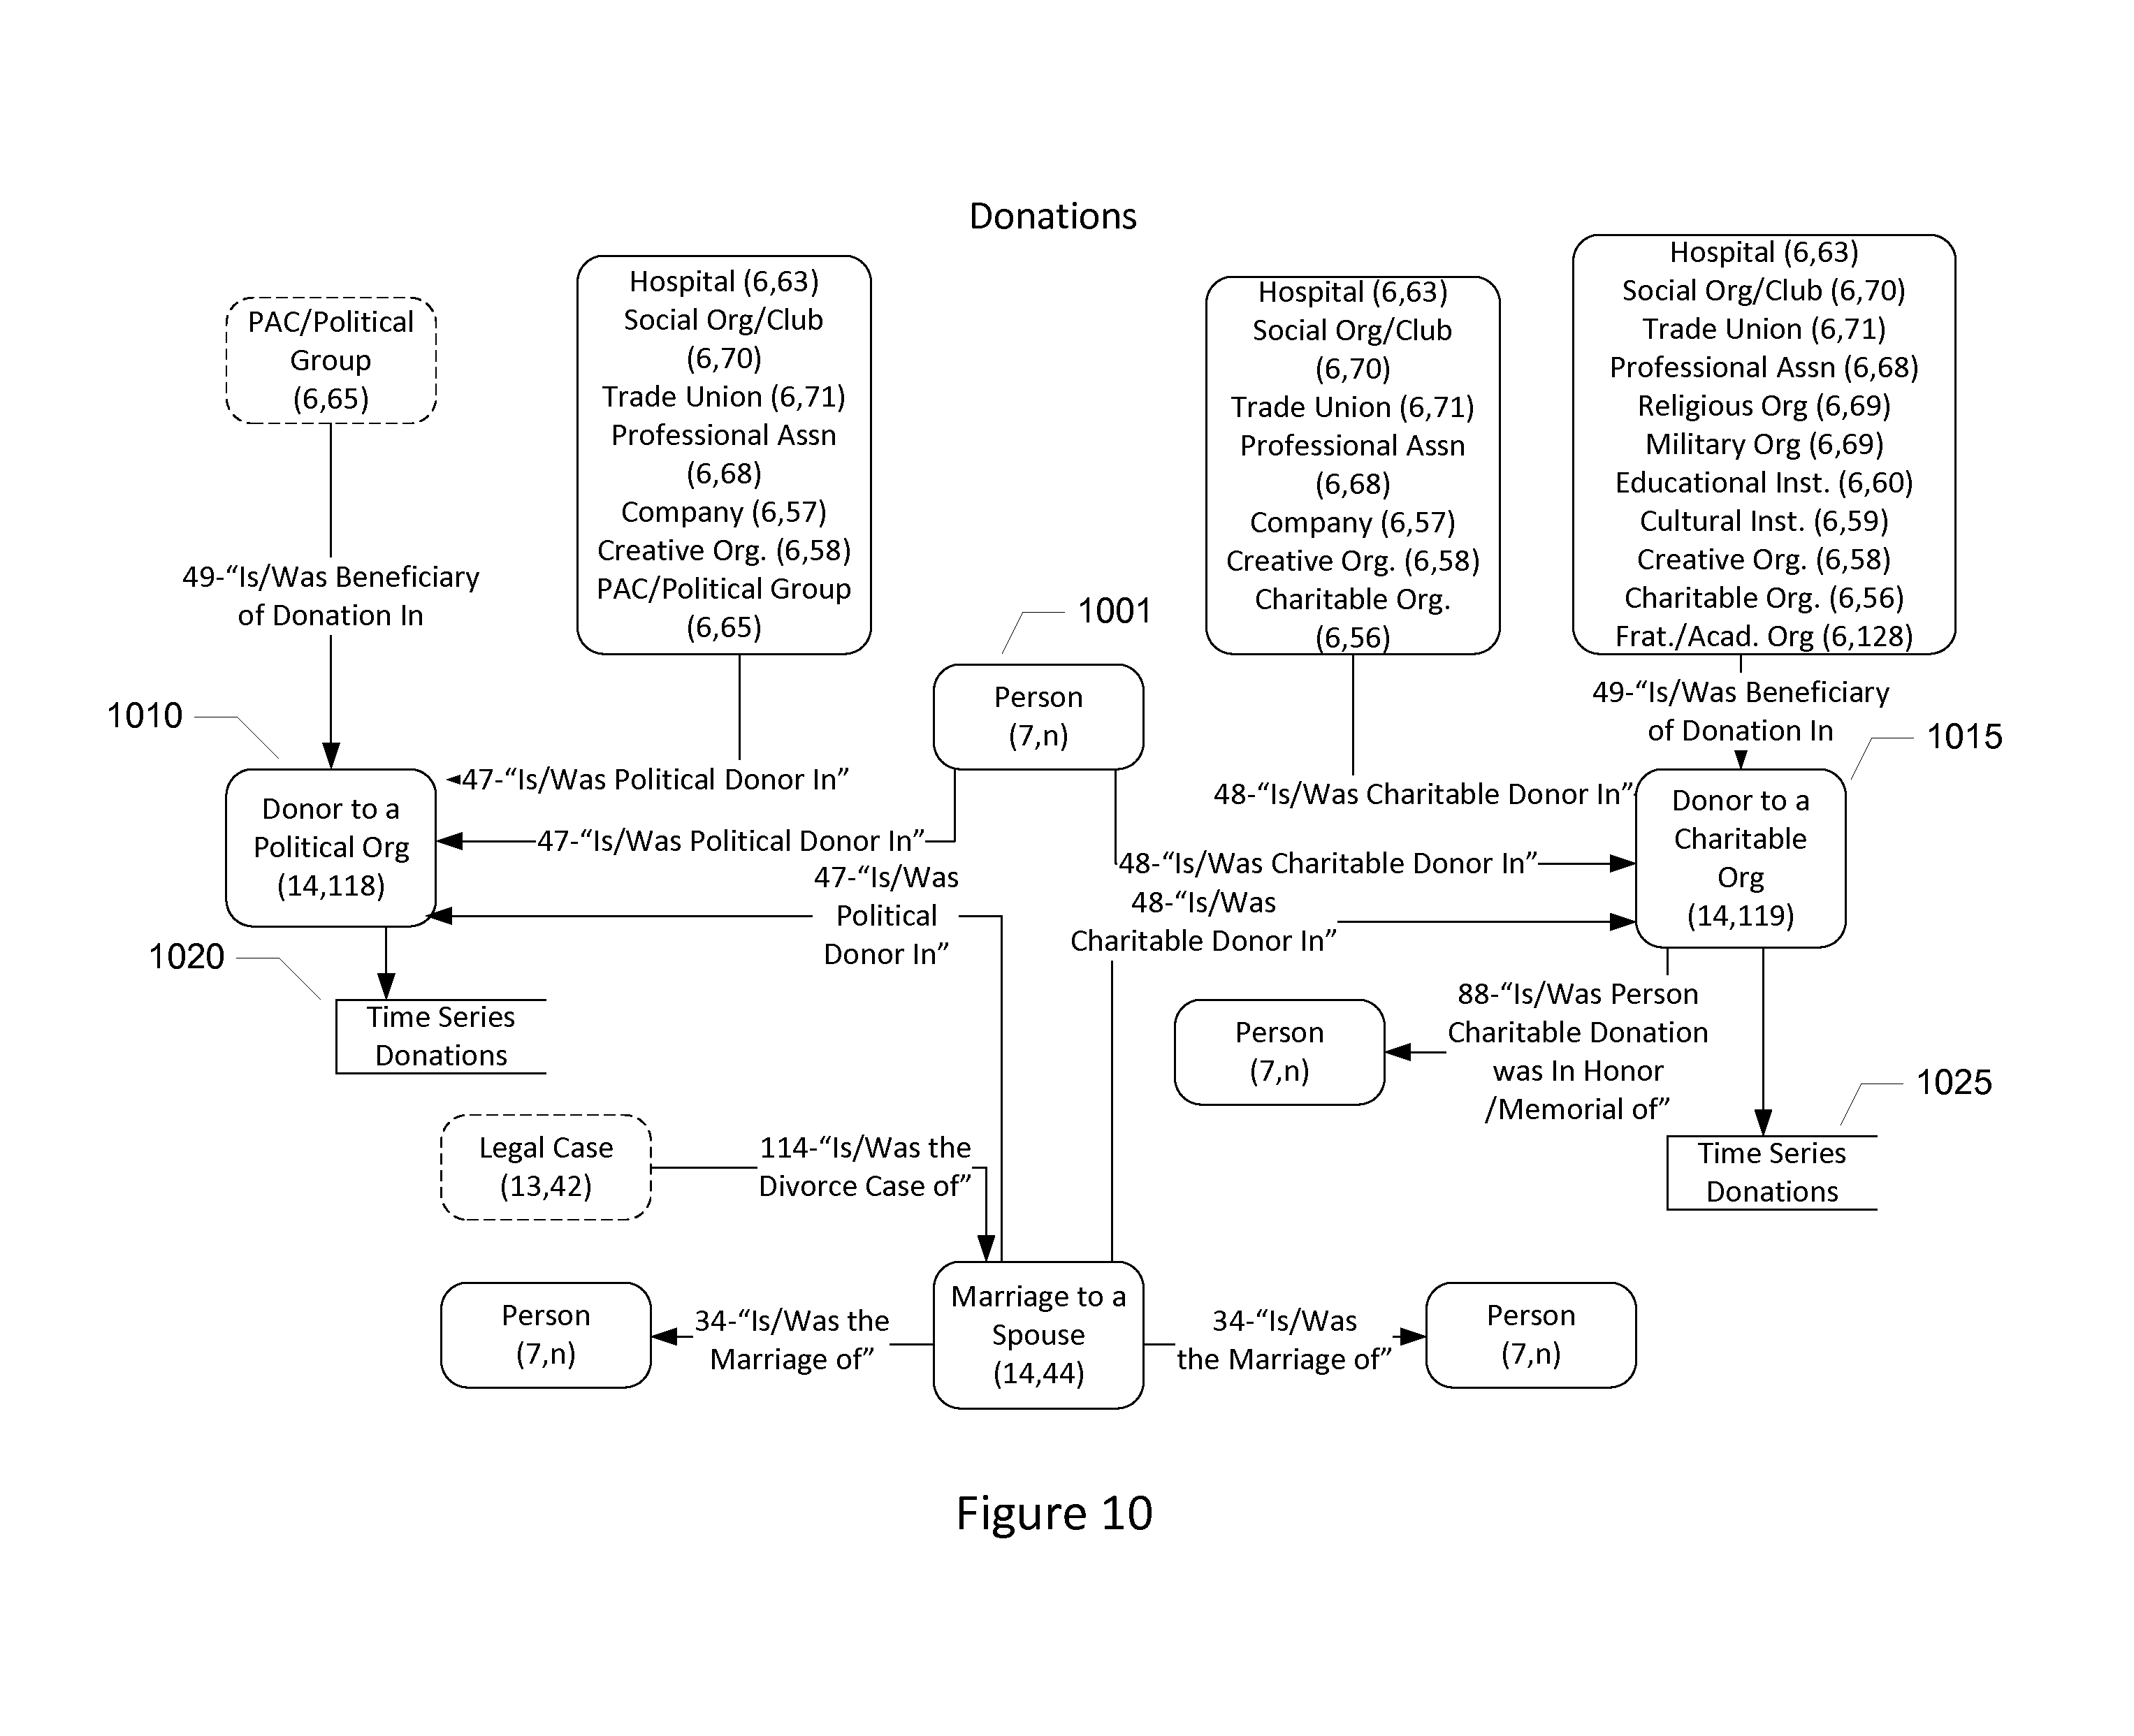 Donations
PAC/Political
Group
(6,65)
Hospital (6,63)
Social Org/Club
(6,70)
Trade Union (6,71)
Professional Assn
(6,68)
Company (6,57)
Creative Org. (6,58)
PAC/Political Group
(6,65)
Hospital (6,63)
Social Org/Club
(6,70)
Trade Union (6,71)
Professional Assn
(6,68)
Company (6,57)
Creative Org. (6,58)
Charitable Org.
(6,56)
Hospital (6,63)
Social Org/Club (6,70)
Trade Union (6,71)
Professional Assn (6,68)
Religious Org (6,69)
Military Org (6,69)
Educational Inst. (6,60)
Cultural Inst. (6,59)
Creative Org. (6,58)
Charitable Org. (6,56)
Frat./Acad. Org (6,128)
49-“Is/Was Beneficiary
of Donation In
1001
Person
(7,n)
49-“Is/Was Beneficiary
of Donation In
1010
1015
47-“Is/Was Political Donor In”
48-“Is/Was Charitable Donor In”
Donor to a
Political Org
(14,118)
47-“Is/Was Political Donor In”
48-“Is/Was Charitable Donor In”
Donor to a
Charitable
Org
(14,119)
47-“Is/Was
Political
Donor In”
48-“Is/Was
Charitable Donor In”
1020
Time Series
Donations
Person
(7,n)
88-“Is/Was Person
Charitable Donation
was In Honor
/Memorial of”
1025
Time Series
Donations
Legal Case
(13,42)
114-“Is/Was the
Divorce Case of”
Person
(7,n)
34-“Is/Was the
Marriage of”
Marriage to a
Spouse
(14,44)
34-“Is/Was
the Marriage of”
Person
(7,n)
Figure 10